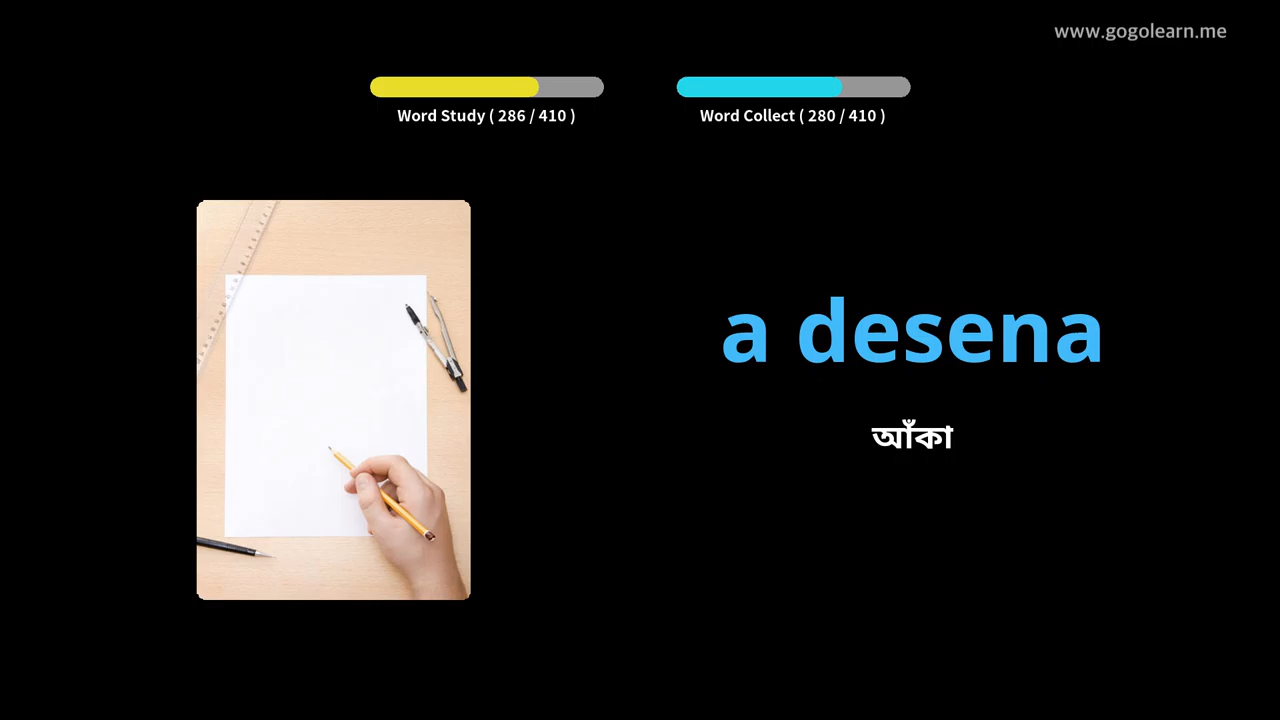 www.gogolearn.me
Word Study ( 286 / 410 )
Word Collect ( 280 / 410 )
a desena
আঁকা